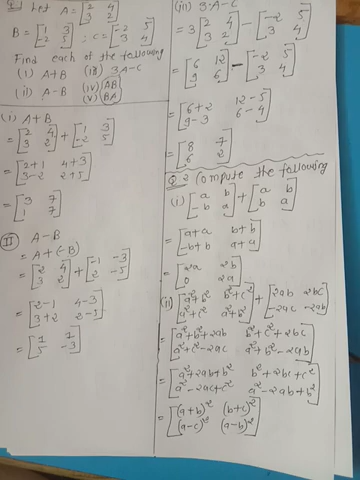 Q1 Let A = [2 4
3 2]
B = [1 3
-2 5] ; C = [-2 5
3 4]
Find each of the following
(i) A+B (iii) 3A-C
(ii) A-B (iv) AB
(v) BA
(i) A+B
= [2 4
3 2] + [1 3
-2 5]
= [2+1 4+3
3-2 2+5]
= [3 7
1 7]
II A-B
= A+(-B)
= [2 4
3 2] + [-1 -3
2 -5]
= [2-1 4-3
3+2 2-5]
= [1 1
5 -3]
(iii) 3A-C
= 3[2 4
3 2] - [-2 5
3 4]
= [6 12
9 6] - [-2 5
3 4]
= [6+2 12-5
9-3 6-4]
= [8 7
6 2]
Q.2 Compute the following
(i) [a b
-b a] + [a b
b a]
= [a+a b+b
-b+b a+a]
= [2a 2b
0 2a]
(ii) [a²+b² b²+c²
a²+c² a²+b²] + [2ab 2bc
-2ac -2ab]
= [a²+b²+2ab b²+c²+2bc
a²+c²-2ac a²+b²-2ab]
= [a²+2ab+b² b²+2bc+c²
a²-2ac+c² a²-2ab+b²]
= [(a+b)² (b+c)²
(a-c)² (a-b)²]